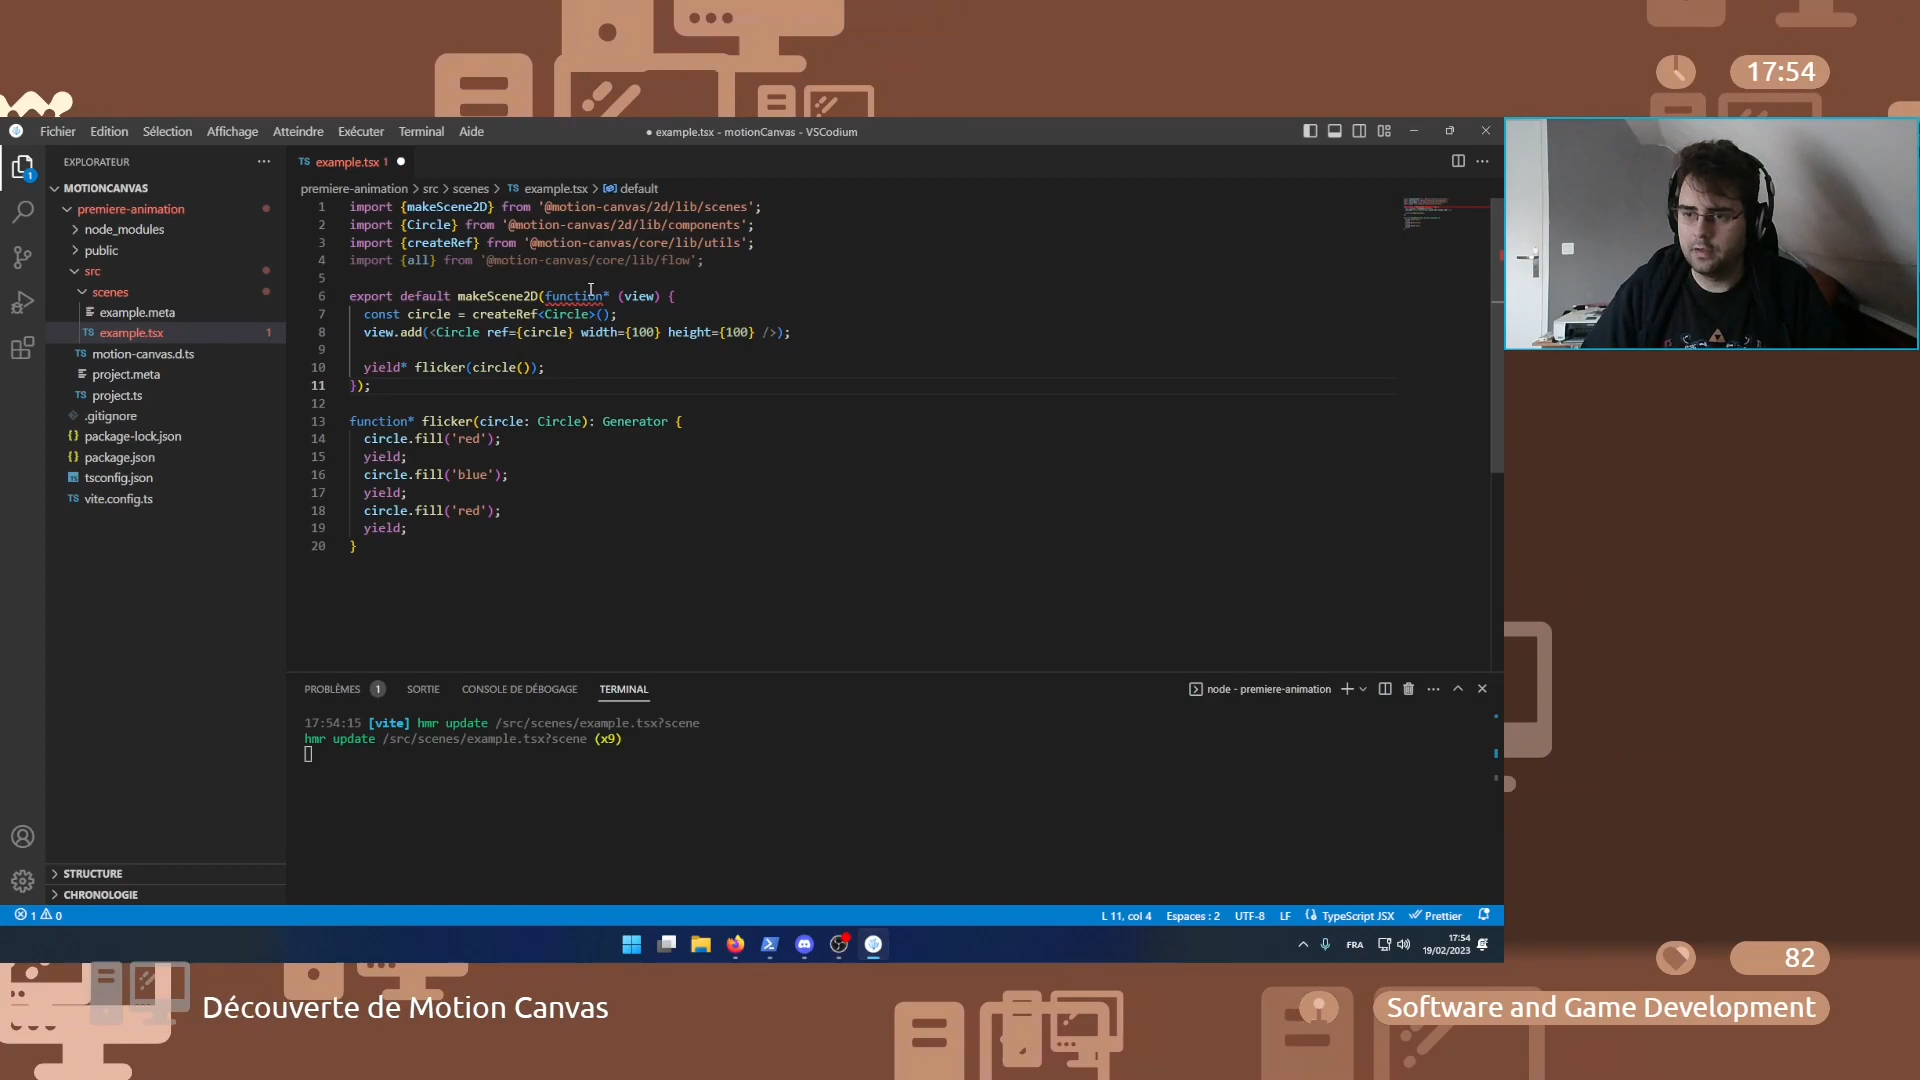 17:54
Fichier Edition Sélection Affichage Atteindre Exécuter Terminal Aide
● example.tsx - motionCanvas - VSCodium
EXPLORATEUR
MOTIONCANVAS
premiere-animation
node_modules
public
src
scenes
example.meta
TS example.tsx 1
TS motion-canvas.d.ts
project.meta
TS project.ts
.gitignore
{} package-lock.json
{} package.json
tsconfig.json
TS vite.config.ts
STRUCTURE
CHRONOLOGIE
1
TS example.tsx 1 ●
premiere-animation > src > scenes > TS example.tsx > default
1 import {makeScene2D} from '@motion-canvas/2d/lib/scenes';
2 import {Circle} from '@motion-canvas/2d/lib/components';
3 import {createRef} from '@motion-canvas/core/lib/utils';
4 import {all} from '@motion-canvas/core/lib/flow';
5
6 export default makeScene2D(function* (view) {
7 const circle = createRef<Circle>();
8 view.add(<Circle ref={circle} width={100} height={100} />);
9
10 yield* flicker(circle());
11 });
12
13 function* flicker(circle: Circle): Generator {
14 circle.fill('red');
15 yield;
16 circle.fill('blue');
17 yield;
18 circle.fill('red');
19 yield;
20 }
PROBLÈMES 1 SORTIE CONSOLE DE DÉBOGAGE TERMINAL
node - premiere-animation
17:54:15 [vite] hmr update /src/scenes/example.tsx?scene
hmr update /src/scenes/example.tsx?scene (x9)
1 0
L 11, col 4 Espaces : 2 UTF-8 LF TypeScript JSX Prettier
FRA
17:54
19/02/2023
82
Découverte de Motion Canvas
Software and Game Development